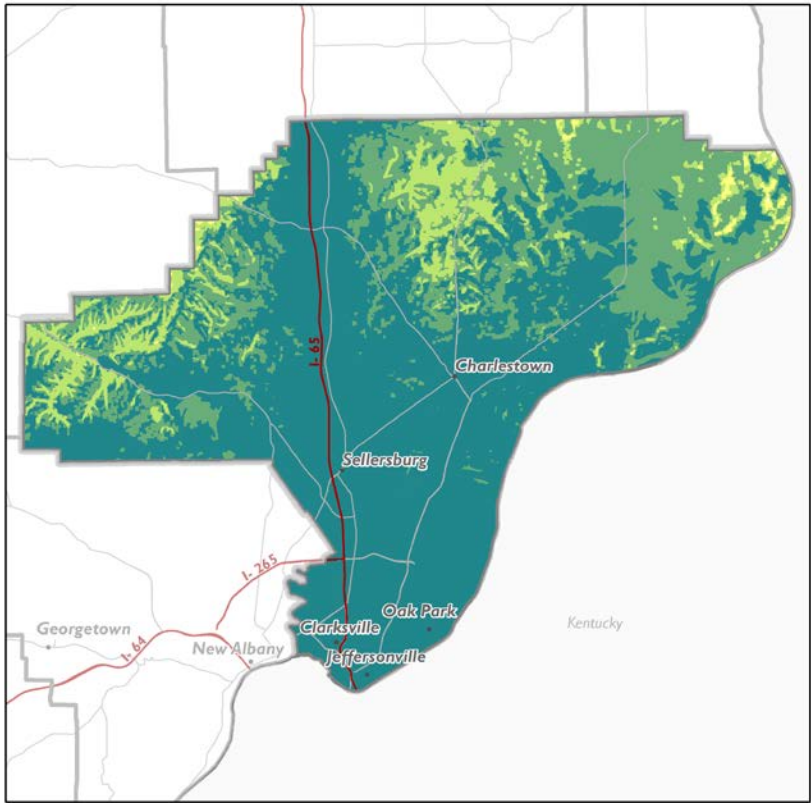 I- 65
Charlestown
Sellersburg
I- 265
Oak Park
Georgetown
Clarksville
Kentucky
I- 64
New Albany
Jeffersonville